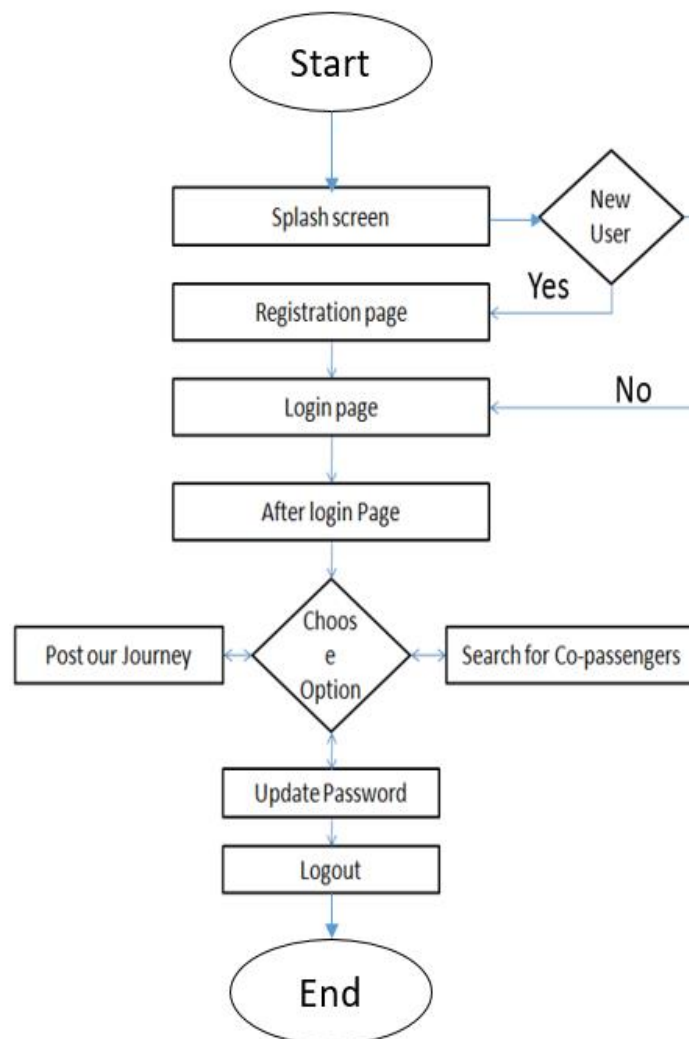 Start
Splash screen
New
User
Yes
Registration page
Login page
No
After login Page
Choos
e
Option
Post our Journey
Search for Co-passengers
Update Password
Logout
End